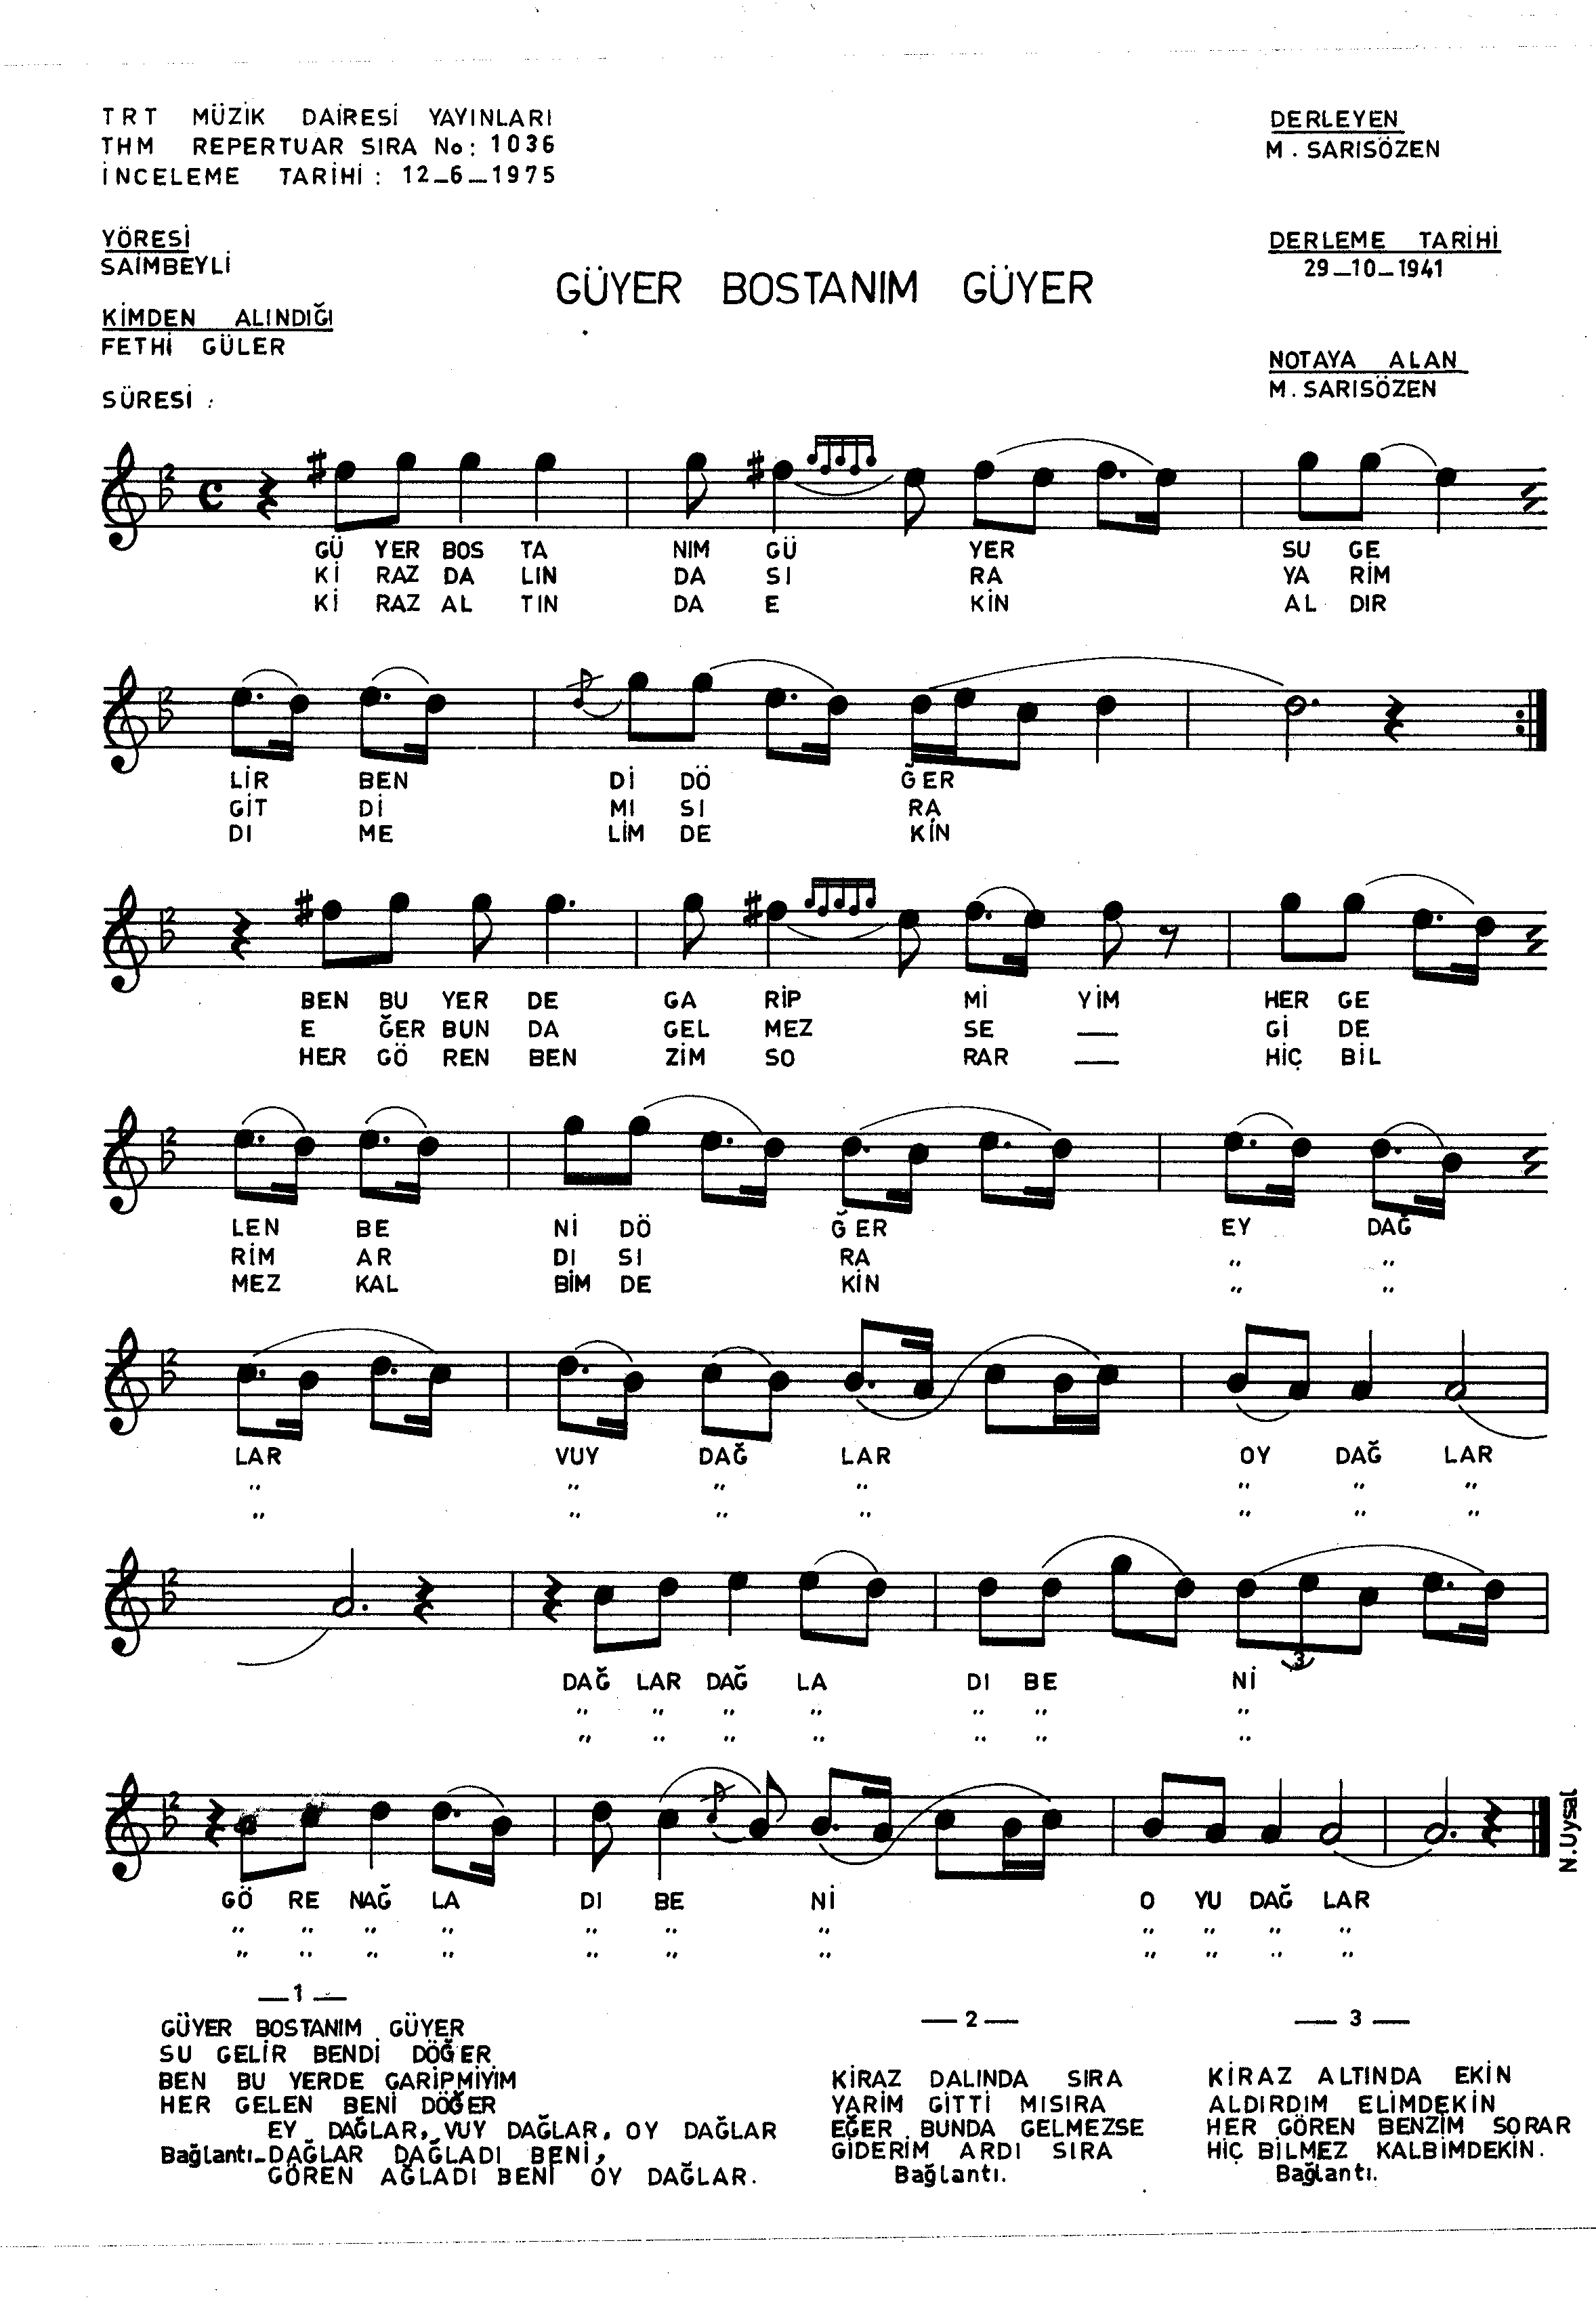 TRT MÜZİK DAİRESİ YAYINLARI
THM REPERTUAR SIRA No: 1036
İNCELEME TARİHİ: 12_6_1975
DERLEYEN
M. SARISÖZEN
YÖRESİ
SAİMBEYLİ
DERLEME TARİHİ
29_10_1941
GÜYER BOSTANIM GÜYER
KİMDEN ALINDIĞI
FETHİ GÜLER
NOTAYA ALAN
M. SARISÖZEN
SÜRESİ :
GÜ YER BOS TA NIM GÜ YER SU GE
Kİ RAZ DA LIN DA SI RA YA RİM
Kİ RAZ AL TIN DA E KİN AL DIR
LİR BEN Dİ DÖ ĞER
GİT Dİ MI SI RA
DI ME LİM DE KİN
BEN BU YER DE GA RİP Mİ YİM HER GE
E ĞER BUN DA GEL MEZ SE — Gİ DE
HER GÖ REN BEN ZİM SO RAR — HİÇ BİL
LEN BE Nİ DÖ ĞER EY DAĞ
RİM AR DI SI RA " "
MEZ KAL BİM DE KİN " "
LAR VUY DAĞ LAR OY DAĞ LAR
" " " " " " "
" " " " " " "
3
DAĞ LAR DAĞ LA DI BE Nİ
" " " " " " "
" " " " " " "
N.Uysal
GÖ RE NAĞ LA DI BE Nİ O YU DAĞ LAR
" " " " " " " " " " "
" " " " " " " " " " "
—1—
GÜYER BOSTANIM GÜYER
SU GELİR BENDİ DÖĞER
BEN BU YERDE GARİPMİYİM
HER GELEN BENİ DÖĞER
EY DAĞLAR, VUY DAĞLAR, OY DAĞLAR
Bağlantı_DAĞLAR DAĞLADI BENİ,
GÖREN AĞLADI BENİ OY DAĞLAR.
— 2 —
KİRAZ DALINDA SIRA
YARİM GİTTİ MISIRA
EĞER BUNDA GELMEZSE
GİDERİM ARDI SIRA
Bağlantı.
— 3 —
KİRAZ ALTINDA EKİN
ALDIRDIM ELİMDEKİN
HER GÖREN BENZİM SORAR
HİÇ BİLMEZ KALBİMDEKİN.
Bağlantı.